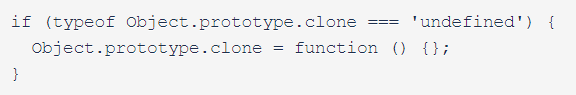 if (typeof Object.prototype.clone === 'undefined') {
  Object.prototype.clone = function () {};
}